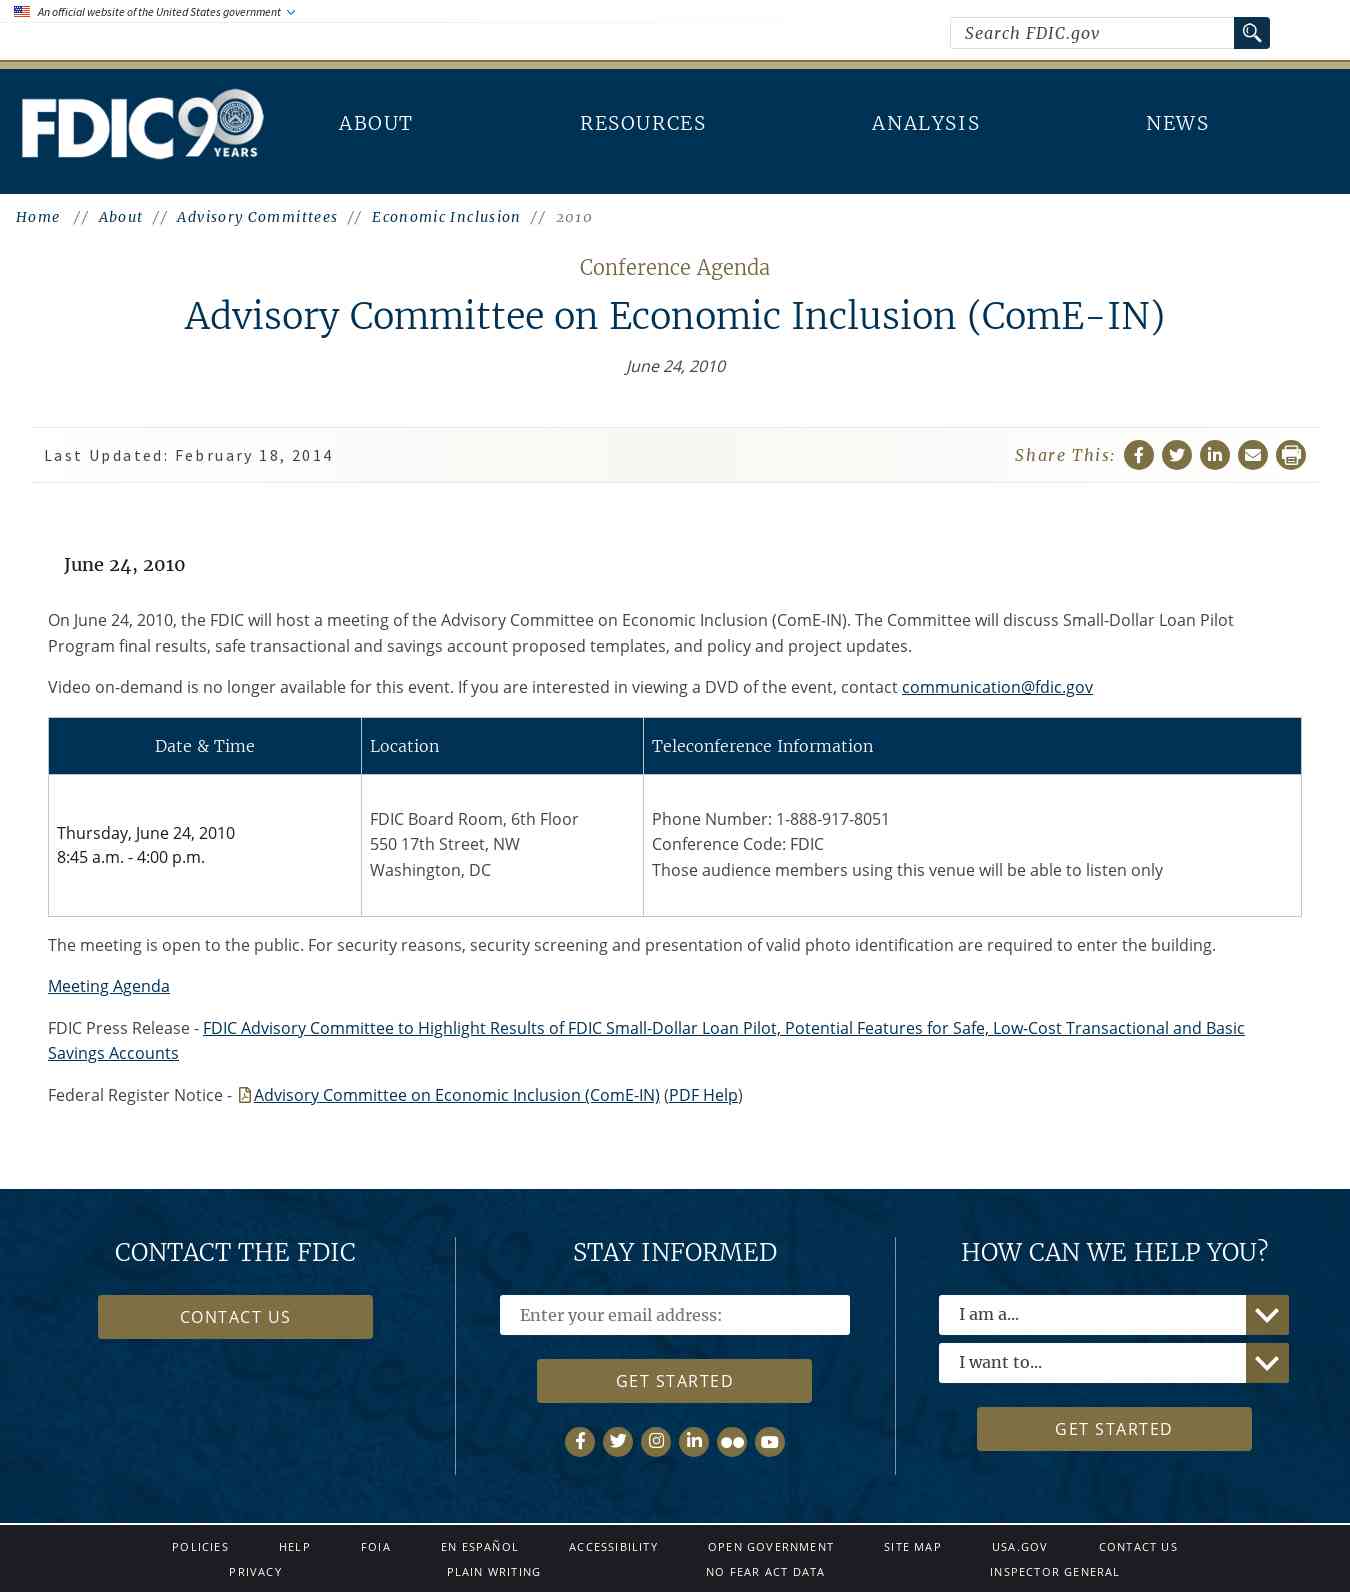 An official website of the United States government
Search FDIC.gov
FDIC 90 YEARS
ABOUT
RESOURCES
ANALYSIS
NEWS
Home // About // Advisory Committees // Economic Inclusion // 2010
Conference Agenda
Advisory Committee on Economic Inclusion (ComE-IN)
June 24, 2010
Last Updated: February 18, 2014
Share This:
June 24, 2010
On June 24, 2010, the FDIC will host a meeting of the Advisory Committee on Economic Inclusion (ComE-IN). The Committee will discuss Small-Dollar Loan Pilot
Program final results, safe transactional and savings account proposed templates, and policy and project updates.
Video on-demand is no longer available for this event. If you are interested in viewing a DVD of the event, contact communication@fdic.gov
Date & Time
Location
Teleconference Information
Thursday, June 24, 2010
8:45 a.m. - 4:00 p.m.
FDIC Board Room, 6th Floor
550 17th Street, NW
Washington, DC
Phone Number: 1-888-917-8051
Conference Code: FDIC
Those audience members using this venue will be able to listen only
The meeting is open to the public. For security reasons, security screening and presentation of valid photo identification are required to enter the building.
Meeting Agenda
FDIC Press Release - FDIC Advisory Committee to Highlight Results of FDIC Small-Dollar Loan Pilot, Potential Features for Safe, Low-Cost Transactional and Basic
Savings Accounts
Federal Register Notice - Advisory Committee on Economic Inclusion (ComE-IN) (PDF Help)
CONTACT THE FDIC
CONTACT US
STAY INFORMED
Enter your email address:
GET STARTED
HOW CAN WE HELP YOU?
I am a...
I want to...
GET STARTED
POLICIES
HELP
FOIA
EN ESPAÑOL
ACCESSIBILITY
OPEN GOVERNMENT
SITE MAP
USA.GOV
CONTACT US
PRIVACY
PLAIN WRITING
NO FEAR ACT DATA
INSPECTOR GENERAL